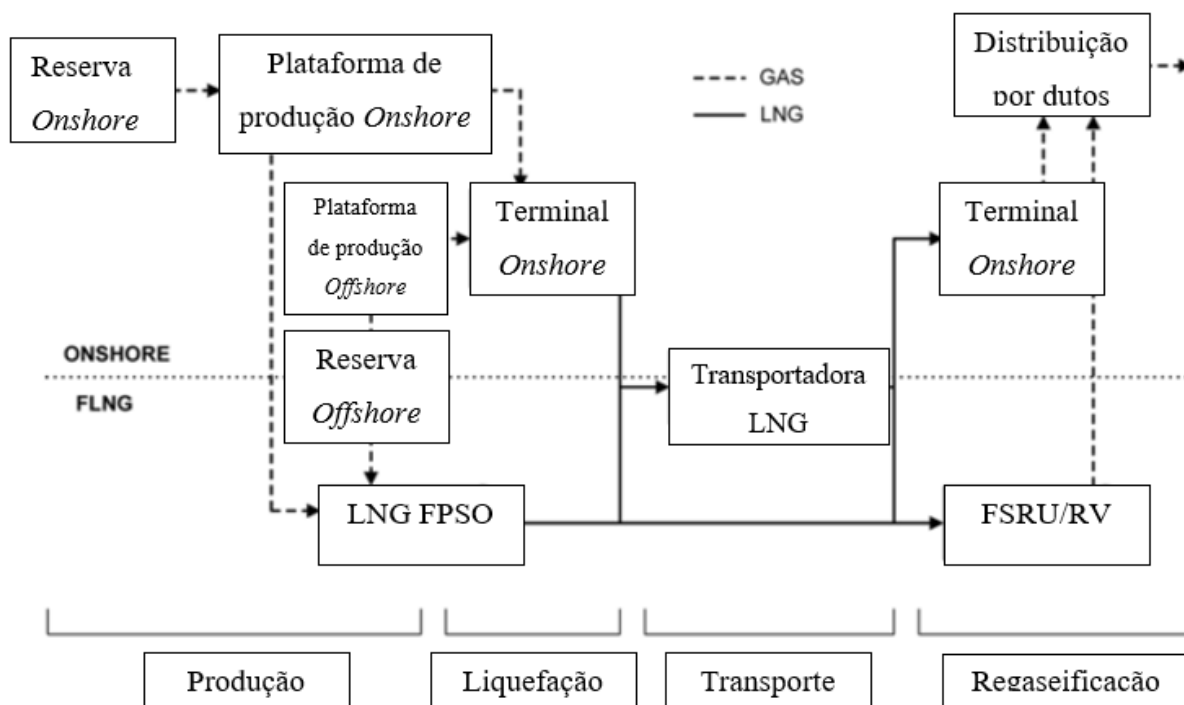 Reserva
Onshore
Plataforma de
produção Onshore
GAS
LNG
Distribuição
por dutos
Plataforma
de produção
Offshore
Terminal
Onshore
Terminal
Onshore
ONSHORE
FLNG
Reserva
Offshore
Transportadora
LNG
LNG FPSO
FSRU/RV
Produção
Liquefação
Transporte
Regaseificação